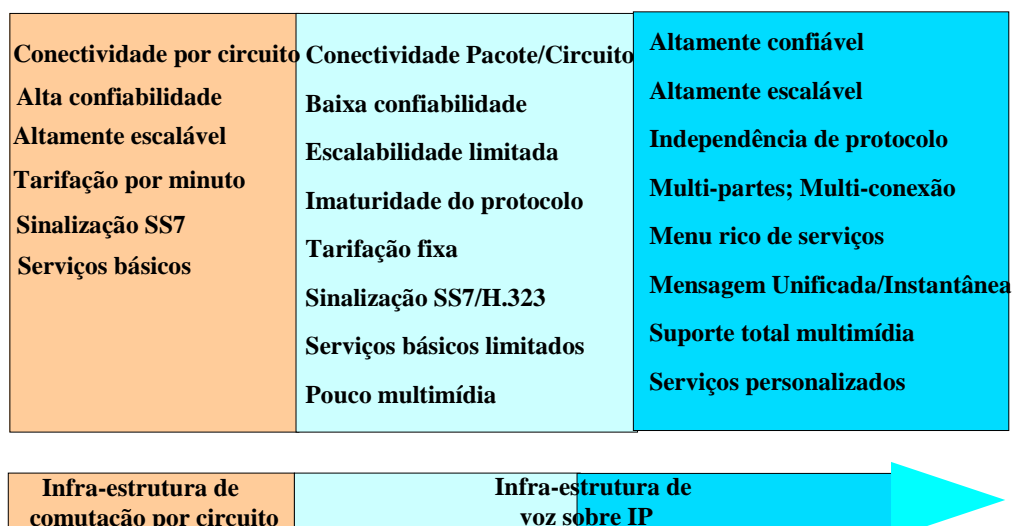 Conectividade por circuito
Alta confiabilidade
Altamente escalável
Tarifação por minuto
Sinalização SS7
Serviços básicos
Conectividade Pacote/Circuito
Baixa confiabilidade
Escalabilidade limitada
Imaturidade do protocolo
Tarifação fixa
Sinalização SS7/H.323
Serviços básicos limitados
Pouco multimídia
Altamente confiável
Altamente escalável
Independência de protocolo
Multi-partes; Multi-conexão
Menu rico de serviços
Mensagem Unificada/Instantânea
Suporte total multimídia
Serviços personalizados
Infra-estrutura de
comutação por circuito
Infra-estrutura de
voz sobre IP